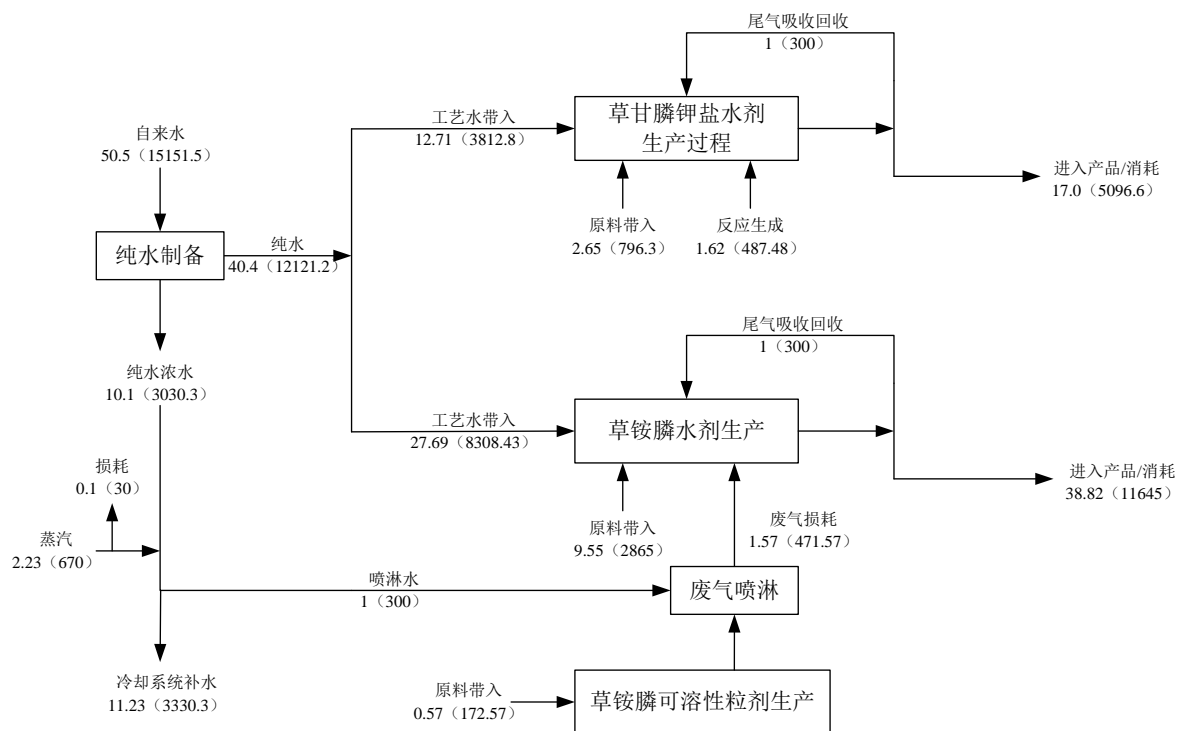 尾气吸收回收
1（300）
工艺水带入
12.71（3812.8）
草甘膦钾盐水剂
生产过程
自来水
50.5（15151.5）
进入产品/消耗
17.0（5096.6）
原料带入
2.65（796.3）
反应生成
1.62（487.48）
纯水制备
纯水
40.4（12121.2）
尾气吸收回收
1（300）
纯水浓水
10.1（3030.3）
工艺水带入
27.69（8308.43）
草铵膦水剂生产
损耗
0.1（30）
进入产品/消耗
38.82（11645）
原料带入
9.55（2865）
废气损耗
1.57（471.57）
蒸汽
2.23（670）
喷淋水
1（300）
废气喷淋
冷却系统补水
11.23（3330.3）
原料带入
0.57（172.57）
草铵膦可溶性粒剂生产